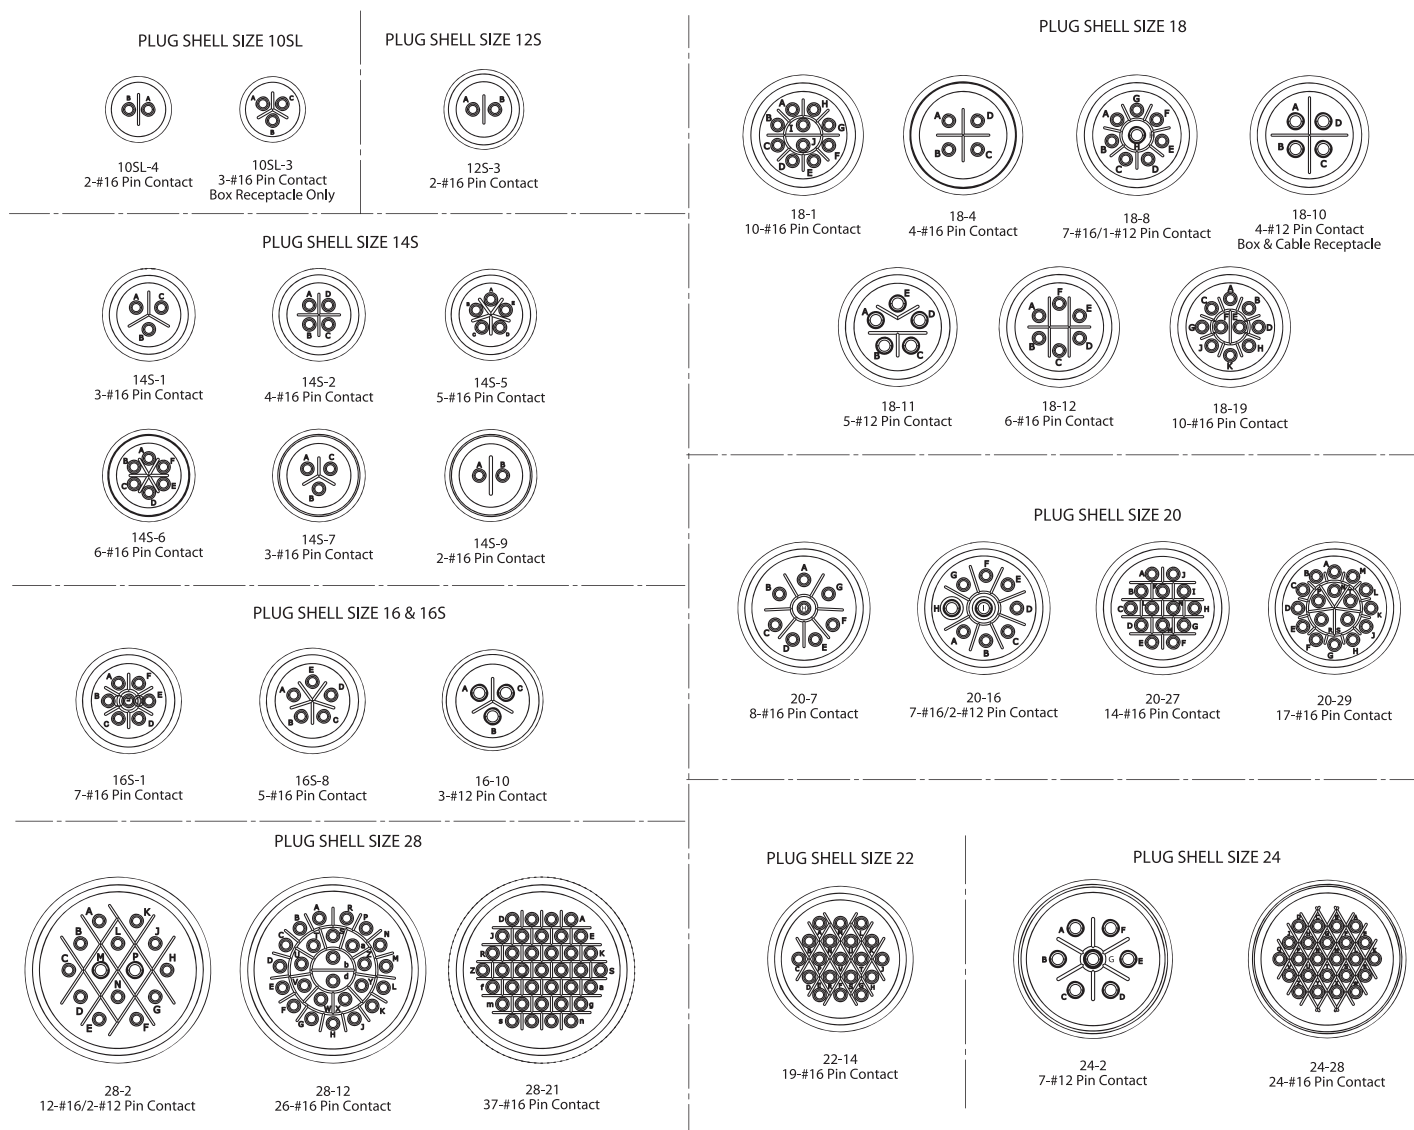 PLUG SHELL SIZE 10SL
B A
10SL-4
2-#16 Pin Contact
A C
B
10SL-3
3-#16 Pin Contact
Box Receptacle Only
PLUG SHELL SIZE 12S
A B
12S-3
2-#16 Pin Contact
PLUG SHELL SIZE 14S
A C
B
14S-1
3-#16 Pin Contact
A D
B C
14S-2
4-#16 Pin Contact
A
B E
C D
14S-5
5-#16 Pin Contact
A
B F
C E
D
14S-6
6-#16 Pin Contact
A C
B
14S-7
3-#16 Pin Contact
A B
14S-9
2-#16 Pin Contact
PLUG SHELL SIZE 16 & 16S
A F
B E
C D
16S-1
7-#16 Pin Contact
E
A D
B C
16S-8
5-#16 Pin Contact
A C
B
16-10
3-#12 Pin Contact
PLUG SHELL SIZE 28
A K
B L J
C M P H
N
D G
E F
28-2
12-#16/2-#12 Pin Contact
A R
B P
C N
D U b Z M
E d L
F W X K
G J
H
28-12
26-#16 Pin Contact
D A
J E
R K
Z S
f a
m g
s n
28-21
37-#16 Pin Contact
PLUG SHELL SIZE 18
A H
B I G
C J F
D E
18-1
10-#16 Pin Contact
A D
B C
18-4
4-#16 Pin Contact
G
A F
H
B E
C D
18-8
7-#16/1-#12 Pin Contact
A D
B C
18-10
4-#12 Pin Contact
Box & Cable Receptacle
E
A D
B C
18-11
5-#12 Pin Contact
F
A E
B D
C
18-12
6-#16 Pin Contact
A
C B
G F E D
J H
K
18-19
10-#16 Pin Contact
PLUG SHELL SIZE 20
A
B G
H
C F
D E
20-7
8-#16 Pin Contact
F
G E
H I D
A C
B
20-16
7-#16/2-#12 Pin Contact
A J
B I
C H
D G
E F
20-27
14-#16 Pin Contact
A
B M
C L
D K
E J
F H
G
20-29
17-#16 Pin Contact
PLUG SHELL SIZE 22
22-14
19-#16 Pin Contact
PLUG SHELL SIZE 24
A F
B G E
C D
24-2
7-#12 Pin Contact
24-28
24-#16 Pin Contact